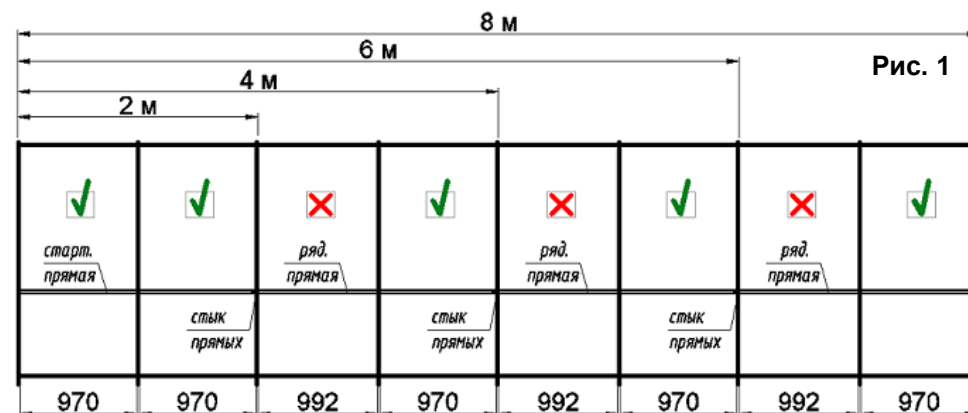 8 м
6 м
Рис. 1
4 м
2 м
старт.
прямая
ряд.
прямая
ряд.
прямая
ряд.
прямая
стык
прямых
стык
прямых
стык
прямых
970 970 992 970 992 970 992 970